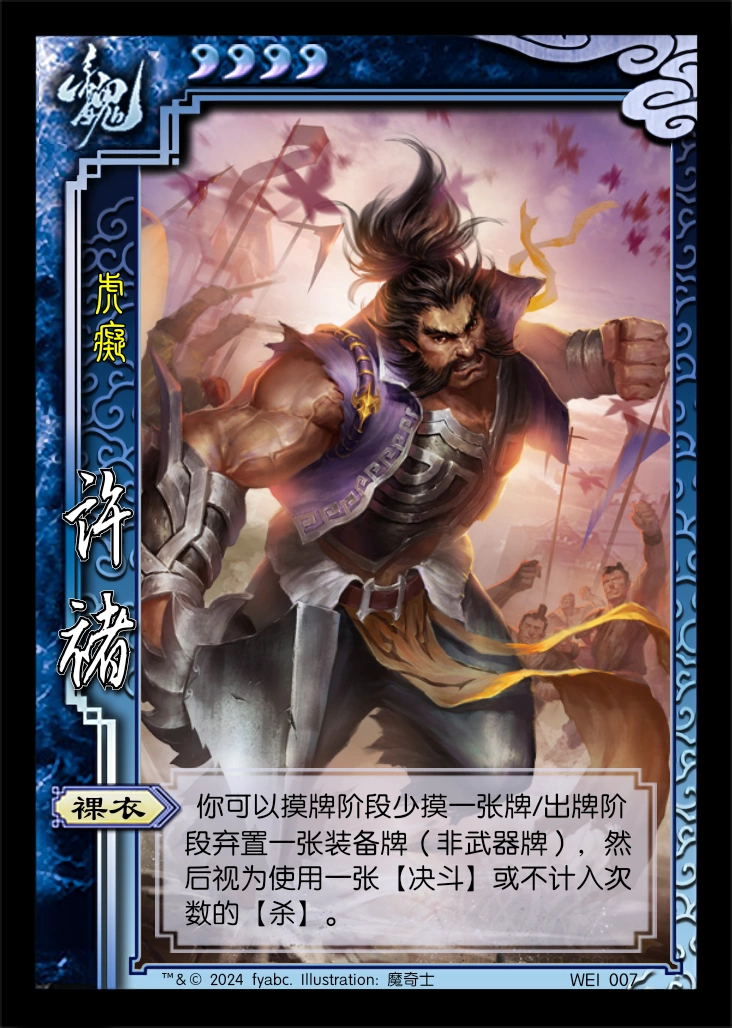 魏
虎癡
许褚
裸衣
你可以摸牌阶段少摸一张牌/出牌阶
段弃置一张装备牌（非武器牌），然
后视为使用一张【决斗】或不计入次
数的【杀】。
™&© 2024 fyabc. Illustration: 魔奇士
WEI 007